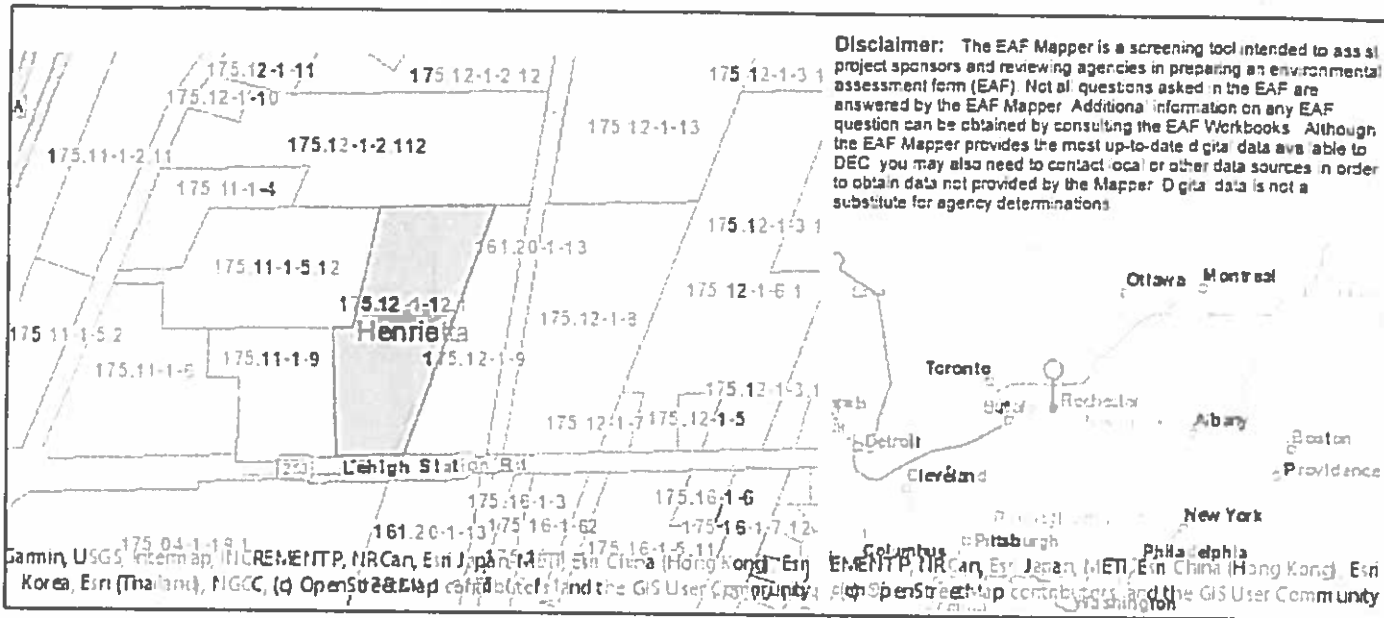 Disclaimer: The EAF Mapper is a screening tool intended to assist
project sponsors and reviewing agencies in preparing an environmental
assessment form (EAF). Not all questions asked in the EAF are
answered by the EAF Mapper. Additional information on any EAF
question can be obtained by consulting the EAF Workbooks. Although
the EAF Mapper provides the most up-to-date digital data available to
DEC, you may also need to contact local or other data sources in order
to obtain data not provided by the Mapper. Digital data is not a
substitute for agency determinations.
175.12-1-11
175.12-1-2.12
175.12-1-3.1
175.12-1-10
175.12-1-13
175.11-1-2.11
175.12-1-2.112
175.11-1-4
175.12-1-3.1
161.20-1-13
175.11-1-5.12
175.12-1-6.1
175.12-1-12
175.12-1-8
Henrietta
175.11-1-5.2
175.11-1-9
175.12-1-9
175.11-1-6
175.12-1-3.1
175.12-1-7
175.12-1-5
253
Lehigh Station Rd
175.16-1-3
175.16-1-6
161.20-1-13
175.16-1-62
175-16-1-7.12
175.04-1-19.1
175.16-1-5.11
Ottawa
Montreal
Toronto
Rochester
Detroit
Albany
Boston
Cleveland
Providence
New York
Columbus
Pittsburgh
Philadelphia
Washington
Garmin, USGS, Intermap, INCREMENT P, NRCan, Esri Japan, METI, Esri China (Hong Kong), Esri
Korea, Esri (Thailand), NGCC, (c) OpenStreetMap contributors, and the GIS User Community
EMENT P, NRCan, Esri Japan, METI, Esri China (Hong Kong), Esri
(c) OpenStreetMap contributors, and the GIS User Community